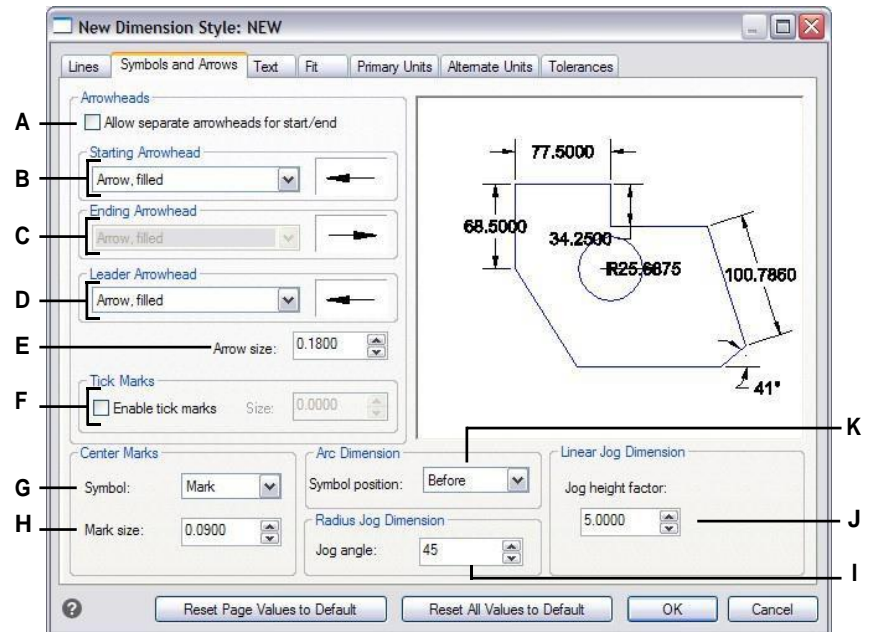 New Dimension Style: NEW
Lines Symbols and Arrows Text Fit Primary Units Alternate Units Tolerances
Arrowheads
A
Allow separate arrowheads for start/end
Starting Arrowhead
B
Arrow, filled
Ending Arrowhead
C
Arrow, filled
Leader Arrowhead
D
Arrow, filled
E
Arrow size: 0.1800
Tick Marks
F
Enable tick marks Size: 0.0000
77.5000
68.5000
34.2500
R25.6875
100.7860
41°
K
Center Marks
G
Symbol: Mark
H
Mark size: 0.0900
Arc Dimension
Symbol position: Before
Radius Jog Dimension
Jog angle: 45
Linear Jog Dimension
Jog height factor:
5.0000
J
I
? Reset Page Values to Default Reset All Values to Default OK Cancel